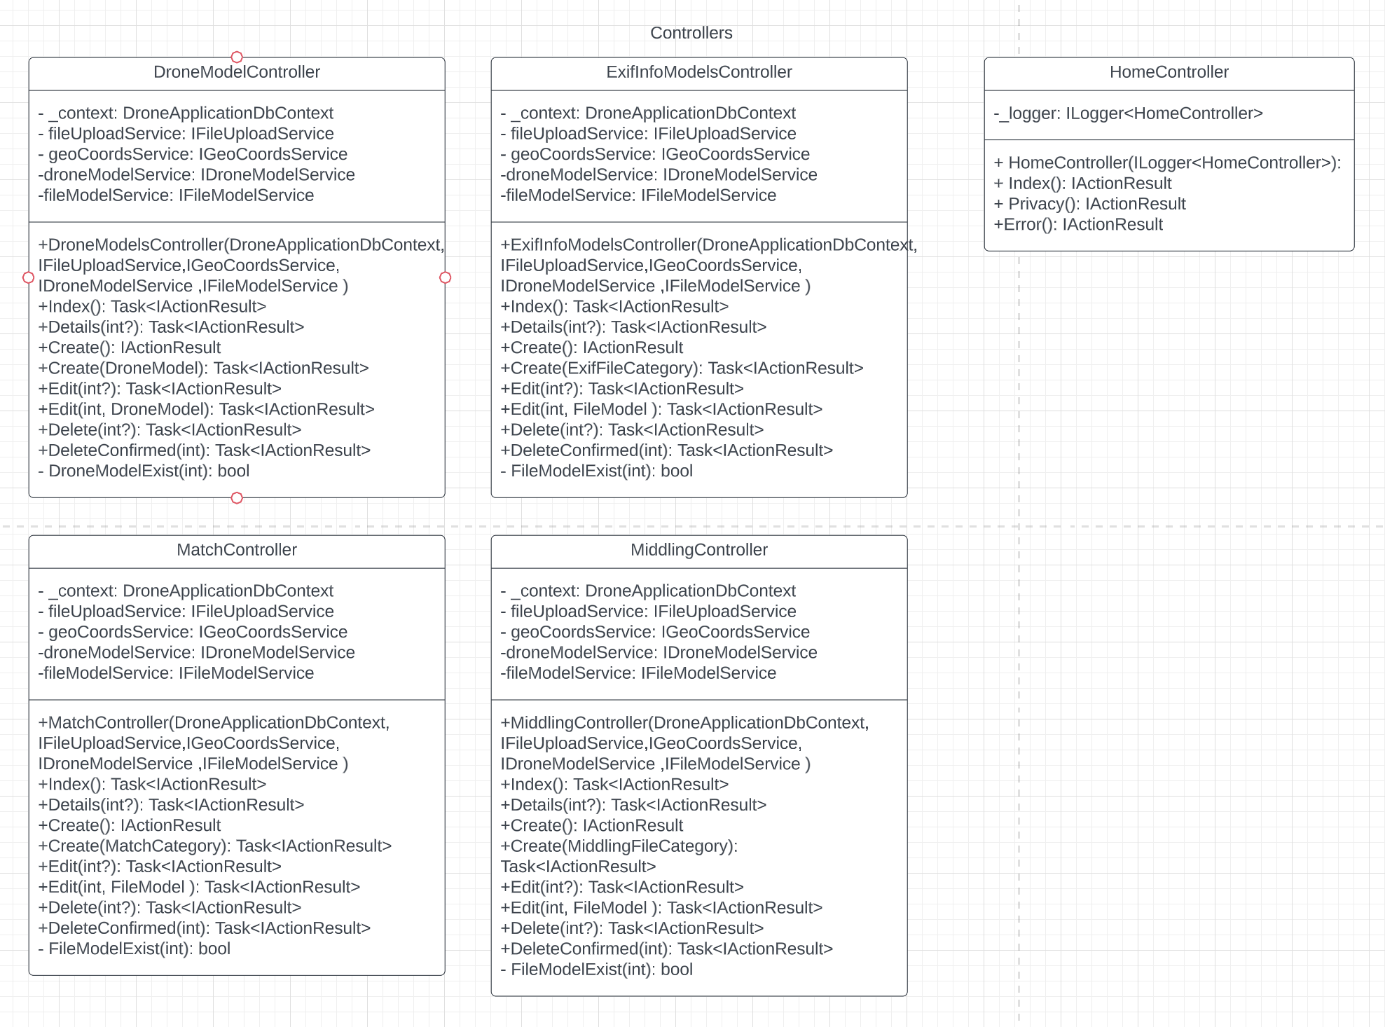 Controllers
DroneModelController
- _context: DroneApplicationDbContext
- fileUploadService: IFileUploadService
- geoCoordsService: IGeoCoordsService
-droneModelService: IDroneModelService
-fileModelService: IFileModelService
+DroneModelsController(DroneApplicationDbContext,
IFileUploadService,IGeoCoordsService,
IDroneModelService ,IFileModelService )
+Index(): Task<IActionResult>
+Details(int?): Task<IActionResult>
+Create(): IActionResult
+Create(DroneModel): Task<IActionResult>
+Edit(int?): Task<IActionResult>
+Edit(int, DroneModel): Task<IActionResult>
+Delete(int?): Task<IActionResult>
+DeleteConfirmed(int): Task<IActionResult>
- DroneModelExist(int): bool
ExifInfoModelsController
- _context: DroneApplicationDbContext
- fileUploadService: IFileUploadService
- geoCoordsService: IGeoCoordsService
-droneModelService: IDroneModelService
-fileModelService: IFileModelService
+ExifInfoModelsController(DroneApplicationDbContext,
IFileUploadService,IGeoCoordsService,
IDroneModelService ,IFileModelService )
+Index(): Task<IActionResult>
+Details(int?): Task<IActionResult>
+Create(): IActionResult
+Create(ExifFileCategory): Task<IActionResult>
+Edit(int?): Task<IActionResult>
+Edit(int, FileModel ): Task<IActionResult>
+Delete(int?): Task<IActionResult>
+DeleteConfirmed(int): Task<IActionResult>
- FileModelExist(int): bool
HomeController
-_logger: ILogger<HomeController>
+ HomeController(ILogger<HomeController>):
+ Index(): IActionResult
+ Privacy(): IActionResult
+Error(): IActionResult
MatchController
- _context: DroneApplicationDbContext
- fileUploadService: IFileUploadService
- geoCoordsService: IGeoCoordsService
-droneModelService: IDroneModelService
-fileModelService: IFileModelService
+MatchController(DroneApplicationDbContext,
IFileUploadService,IGeoCoordsService,
IDroneModelService ,IFileModelService )
+Index(): Task<IActionResult>
+Details(int?): Task<IActionResult>
+Create(): IActionResult
+Create(MatchCategory): Task<IActionResult>
+Edit(int?): Task<IActionResult>
+Edit(int, FileModel ): Task<IActionResult>
+Delete(int?): Task<IActionResult>
+DeleteConfirmed(int): Task<IActionResult>
- FileModelExist(int): bool
MiddlingController
- _context: DroneApplicationDbContext
- fileUploadService: IFileUploadService
- geoCoordsService: IGeoCoordsService
-droneModelService: IDroneModelService
-fileModelService: IFileModelService
+MiddlingController(DroneApplicationDbContext,
IFileUploadService,IGeoCoordsService,
IDroneModelService ,IFileModelService )
+Index(): Task<IActionResult>
+Details(int?): Task<IActionResult>
+Create(): IActionResult
+Create(MiddlingFileCategory):
Task<IActionResult>
+Edit(int?): Task<IActionResult>
+Edit(int, FileModel ): Task<IActionResult>
+Delete(int?): Task<IActionResult>
+DeleteConfirmed(int): Task<IActionResult>
- FileModelExist(int): bool